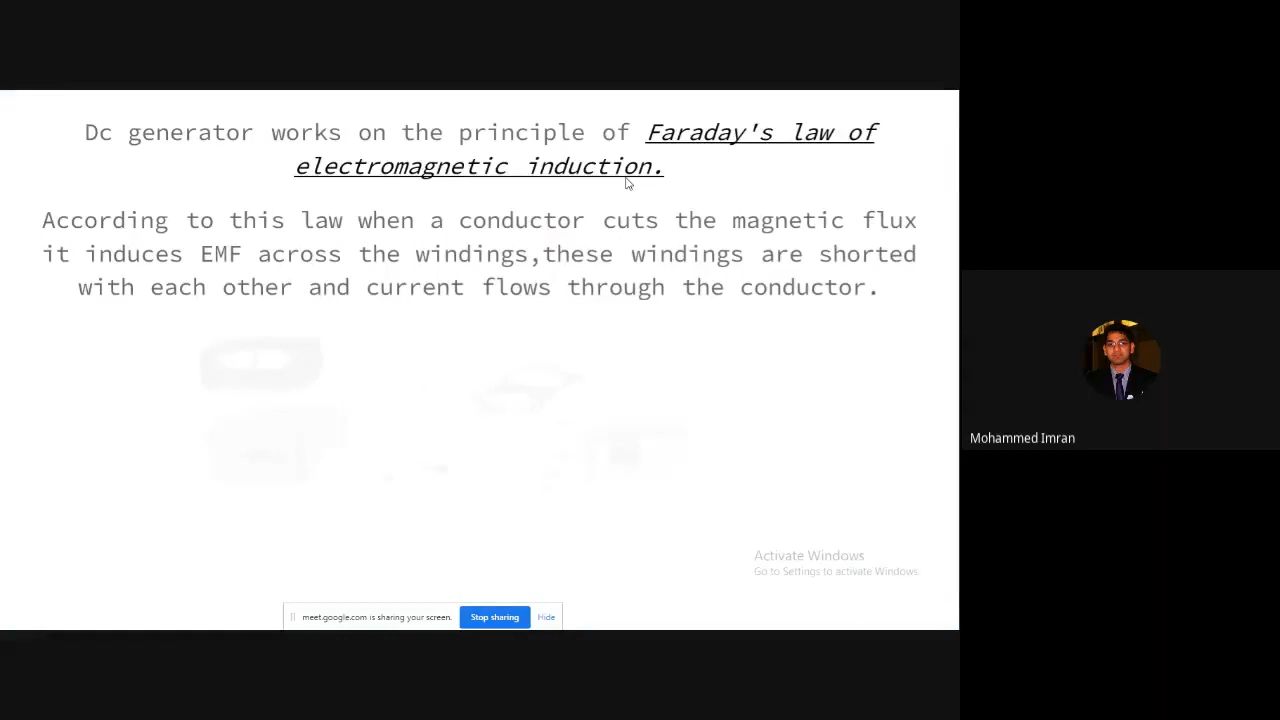 Dc generator works on the principle of Faraday's law of
electromagnetic induction.
According to this law when a conductor cuts the magnetic flux
it induces EMF across the windings,these windings are shorted
with each other and current flows through the conductor.
Mohammed Imran
Activate Windows
Go to Settings to activate Windows.
meet.google.com is sharing your screen. Stop sharing Hide